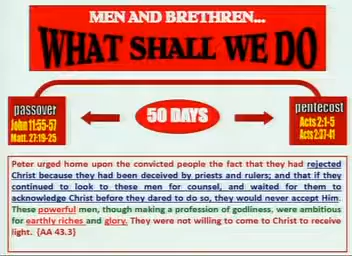 MEN AND BRETHREN...
WHAT SHALL WE DO
passover
John 11:55-57
Matt. 27:19-25
50 DAYS
pentecost
Acts 2:1-5
Acts 2:37-41
Peter urged home upon the convicted people the fact that they had rejected
Christ because they had been deceived by priests and rulers; and that if they
continued to look to these men for counsel, and waited for them to
acknowledge Christ before they dared to do so, they would never accept Him.
These powerful men, though making a profession of godliness, were ambitious
for earthly riches and glory. They were not willing to come to Christ to receive
light. {AA 43.3}